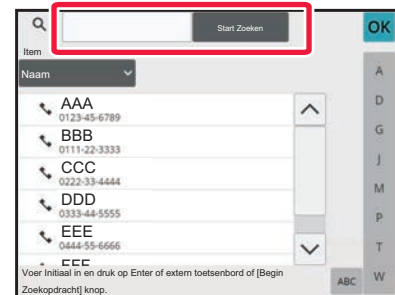 Start Zoeken
OK
Item
Naam
A
AAA
0123-45-6789
D
BBB
0111-22-3333
G
CCC
0222-33-4444
J
DDD
0333-44-5555
M
EEE
0444-55-6666
P
FFF
T
Voer Initiaal in en druk op Enter of extern toetsenbord of [Begin
Zoekopdracht] knop.
ABC
W